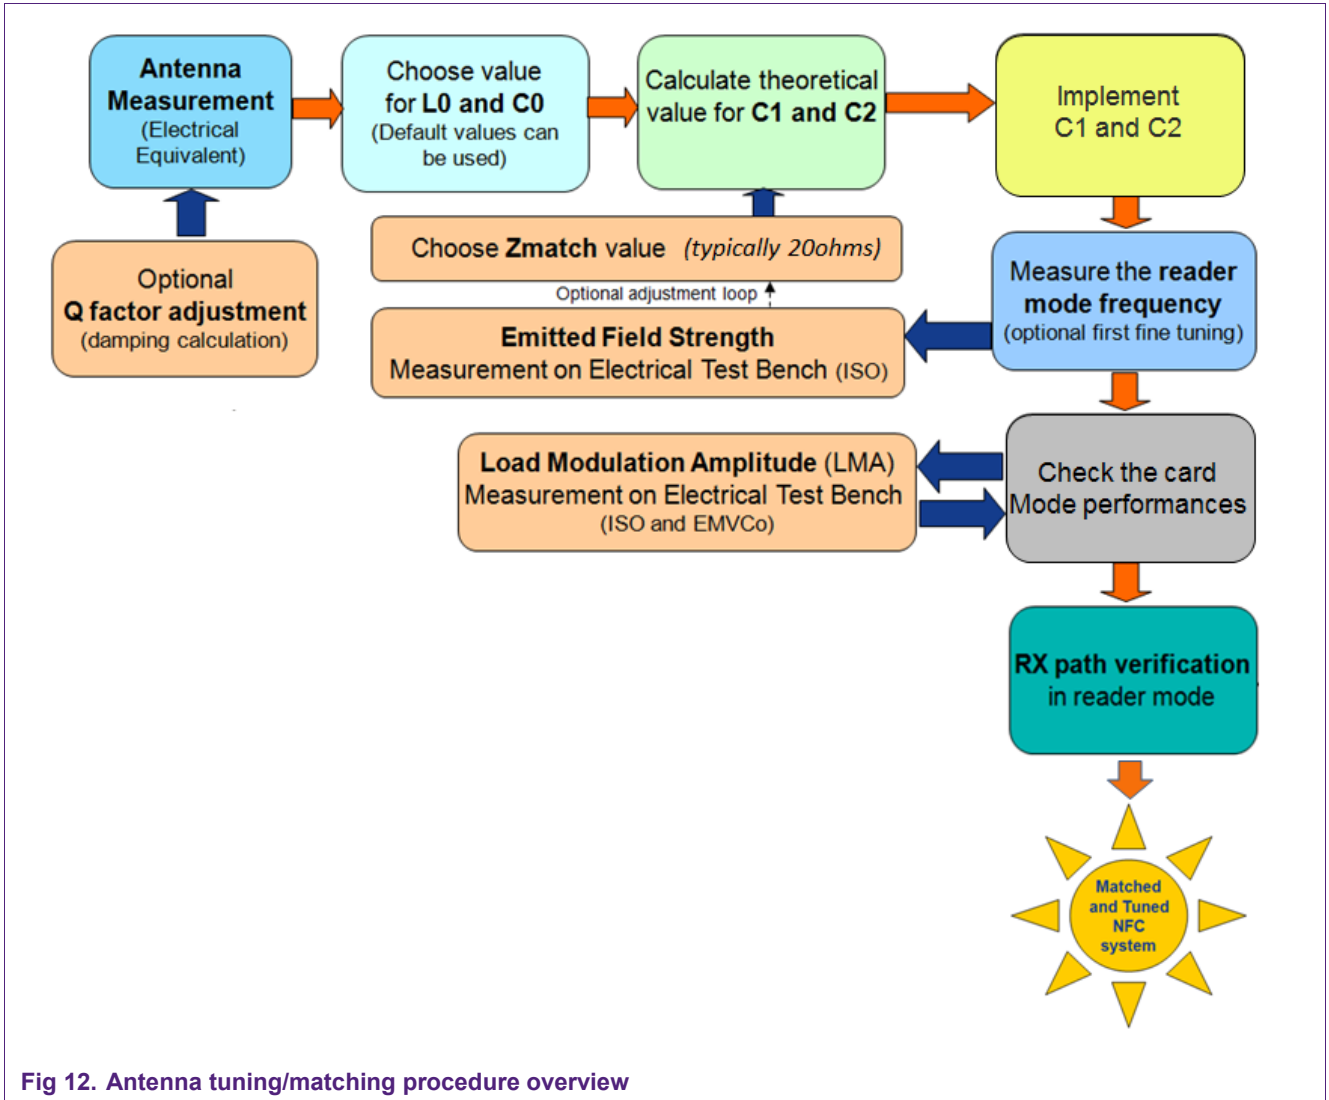 Antenna
Measurement
(Electrical
Equivalent)
Choose value
for L0 and C0
(Default values can
be used)
Calculate theoretical
value for C1 and C2
Implement
C1 and C2
Optional
Q factor adjustment
(damping calculation)
Choose Zmatch value (typically 20ohms)
Optional adjustment loop
Emitted Field Strength
Measurement on Electrical Test Bench (ISO)
Measure the reader
mode frequency
(optional first fine tuning)
Load Modulation Amplitude (LMA)
Measurement on Electrical Test Bench
(ISO and EMVCo)
Check the card
Mode performances
RX path verification
in reader mode
Matched
and Tuned
NFC
system
Fig 12. Antenna tuning/matching procedure overview